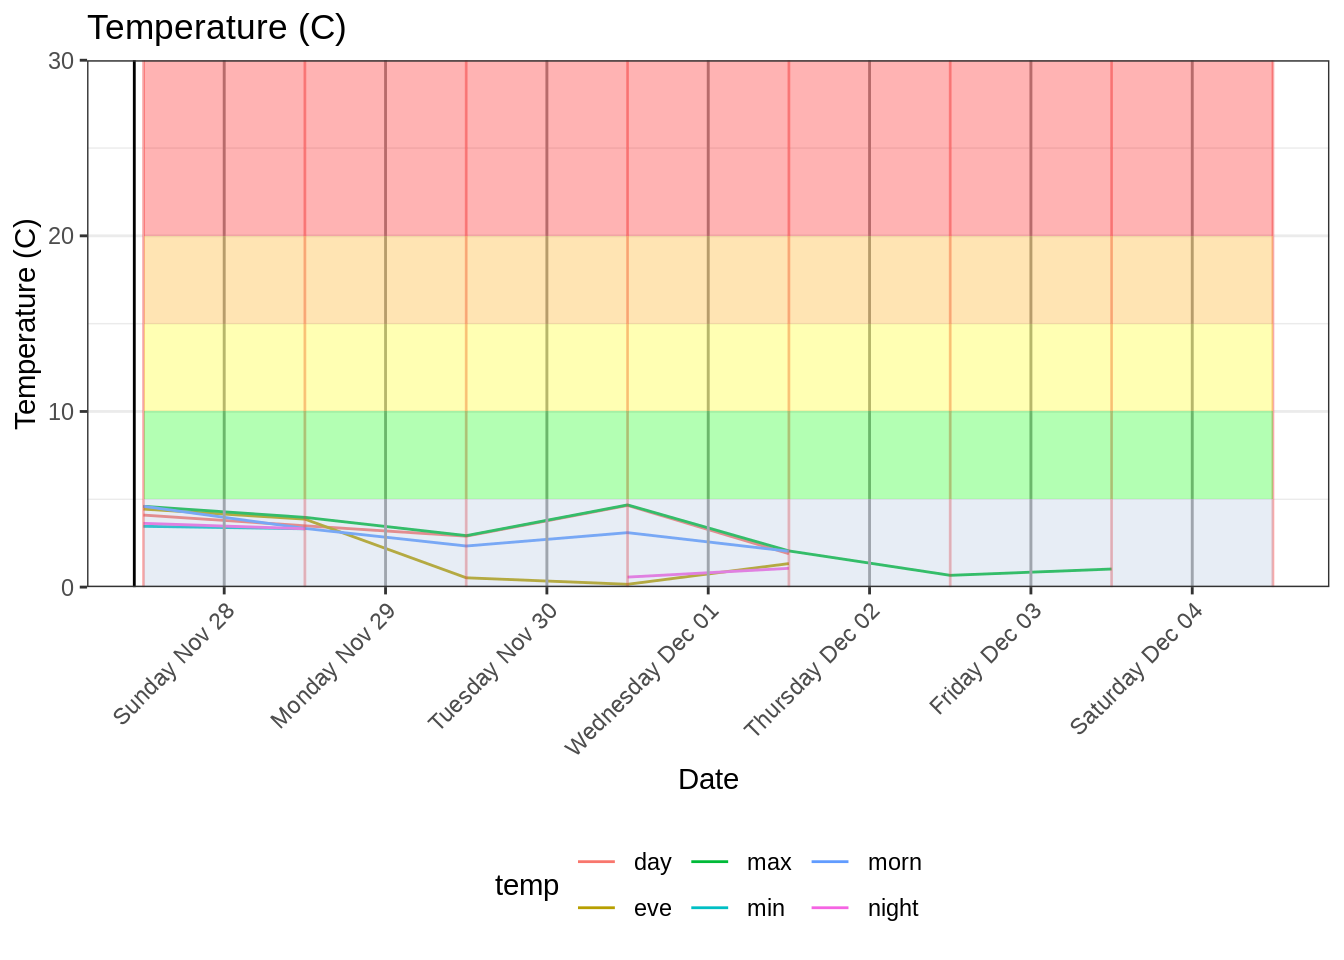 Temperature (C)
Temperature (C)
30
20
10
0
Sunday Nov 28
Monday Nov 29
Tuesday Nov 30
Wednesday Dec 01
Thursday Dec 02
Friday Dec 03
Saturday Dec 04
Date
temp
day
max
morn
eve
min
night